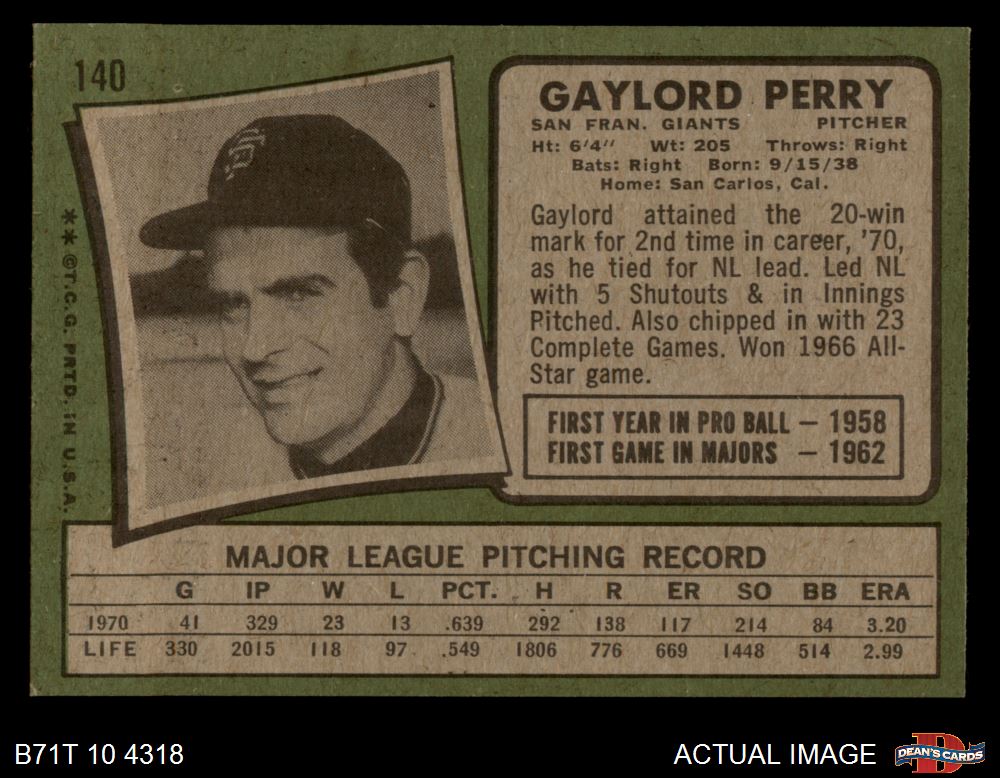 140
**©T.C.G. PRTD. IN U.S.A.
SF
GAYLORD PERRY
SAN FRAN. GIANTS PITCHER
Ht: 6'4" Wt: 205 Throws: Right
Bats: Right Born: 9/15/38
Home: San Carlos, Cal.
Gaylord attained the 20-win
mark for 2nd time in career, '70,
as he tied for NL lead. Led NL
with 5 Shutouts & in Innings
Pitched. Also chipped in with 23
Complete Games. Won 1966 All-
Star game.
FIRST YEAR IN PRO BALL — 1958
FIRST GAME IN MAJORS — 1962
MAJOR LEAGUE PITCHING RECORD
G IP W L PCT. H R ER SO BB ERA
1970 41 329 23 13 .639 292 138 117 214 84 3.20
LIFE 330 2015 118 97 .549 1806 776 669 1448 514 2.99
B71T 10 4318
ACTUAL IMAGE
D
DEAN'S CARDS